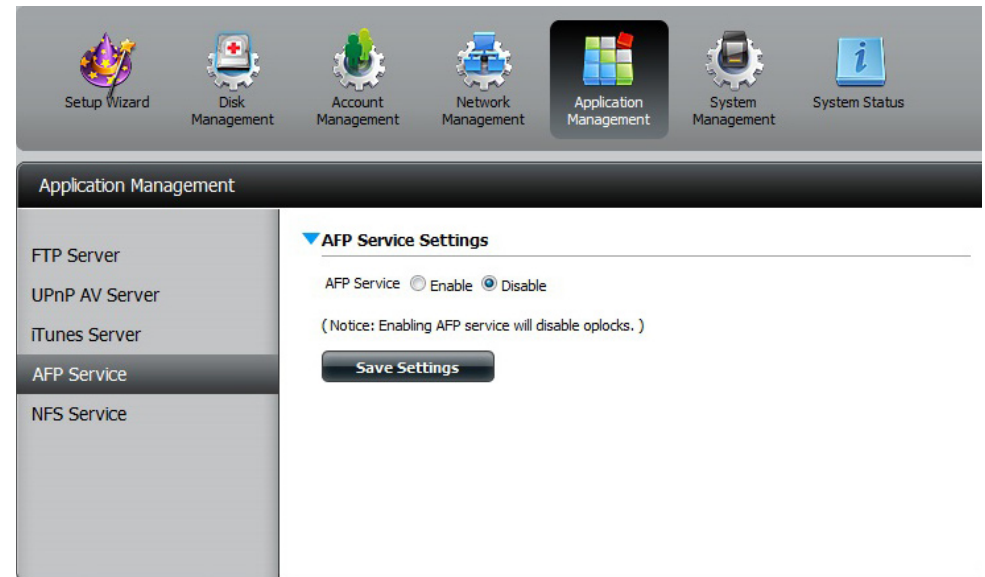 Setup Wizard
Disk
Management
Account
Management
Network
Management
Application
Management
System
Management
System Status
Application Management
FTP Server
UPnP AV Server
iTunes Server
AFP Service
NFS Service
AFP Service Settings
AFP Service Enable Disable
( Notice: Enabling AFP service will disable oplocks. )
Save Settings